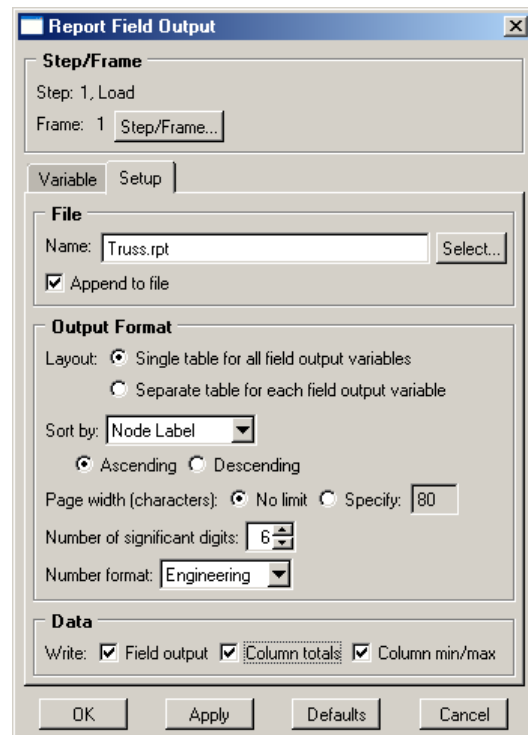 Report Field Output
Step/Frame
Step: 1, Load
Frame: 1 Step/Frame...
Variable Setup
File
Name: Truss.rpt Select...
Append to file
Output Format
Layout: Single table for all field output variables
Separate table for each field output variable
Sort by: Node Label
Ascending Descending
Page width (characters): No limit Specify: 80
Number of significant digits: 6
Number format: Engineering
Data
Write: Field output Column totals Column min/max
OK Apply Defaults Cancel